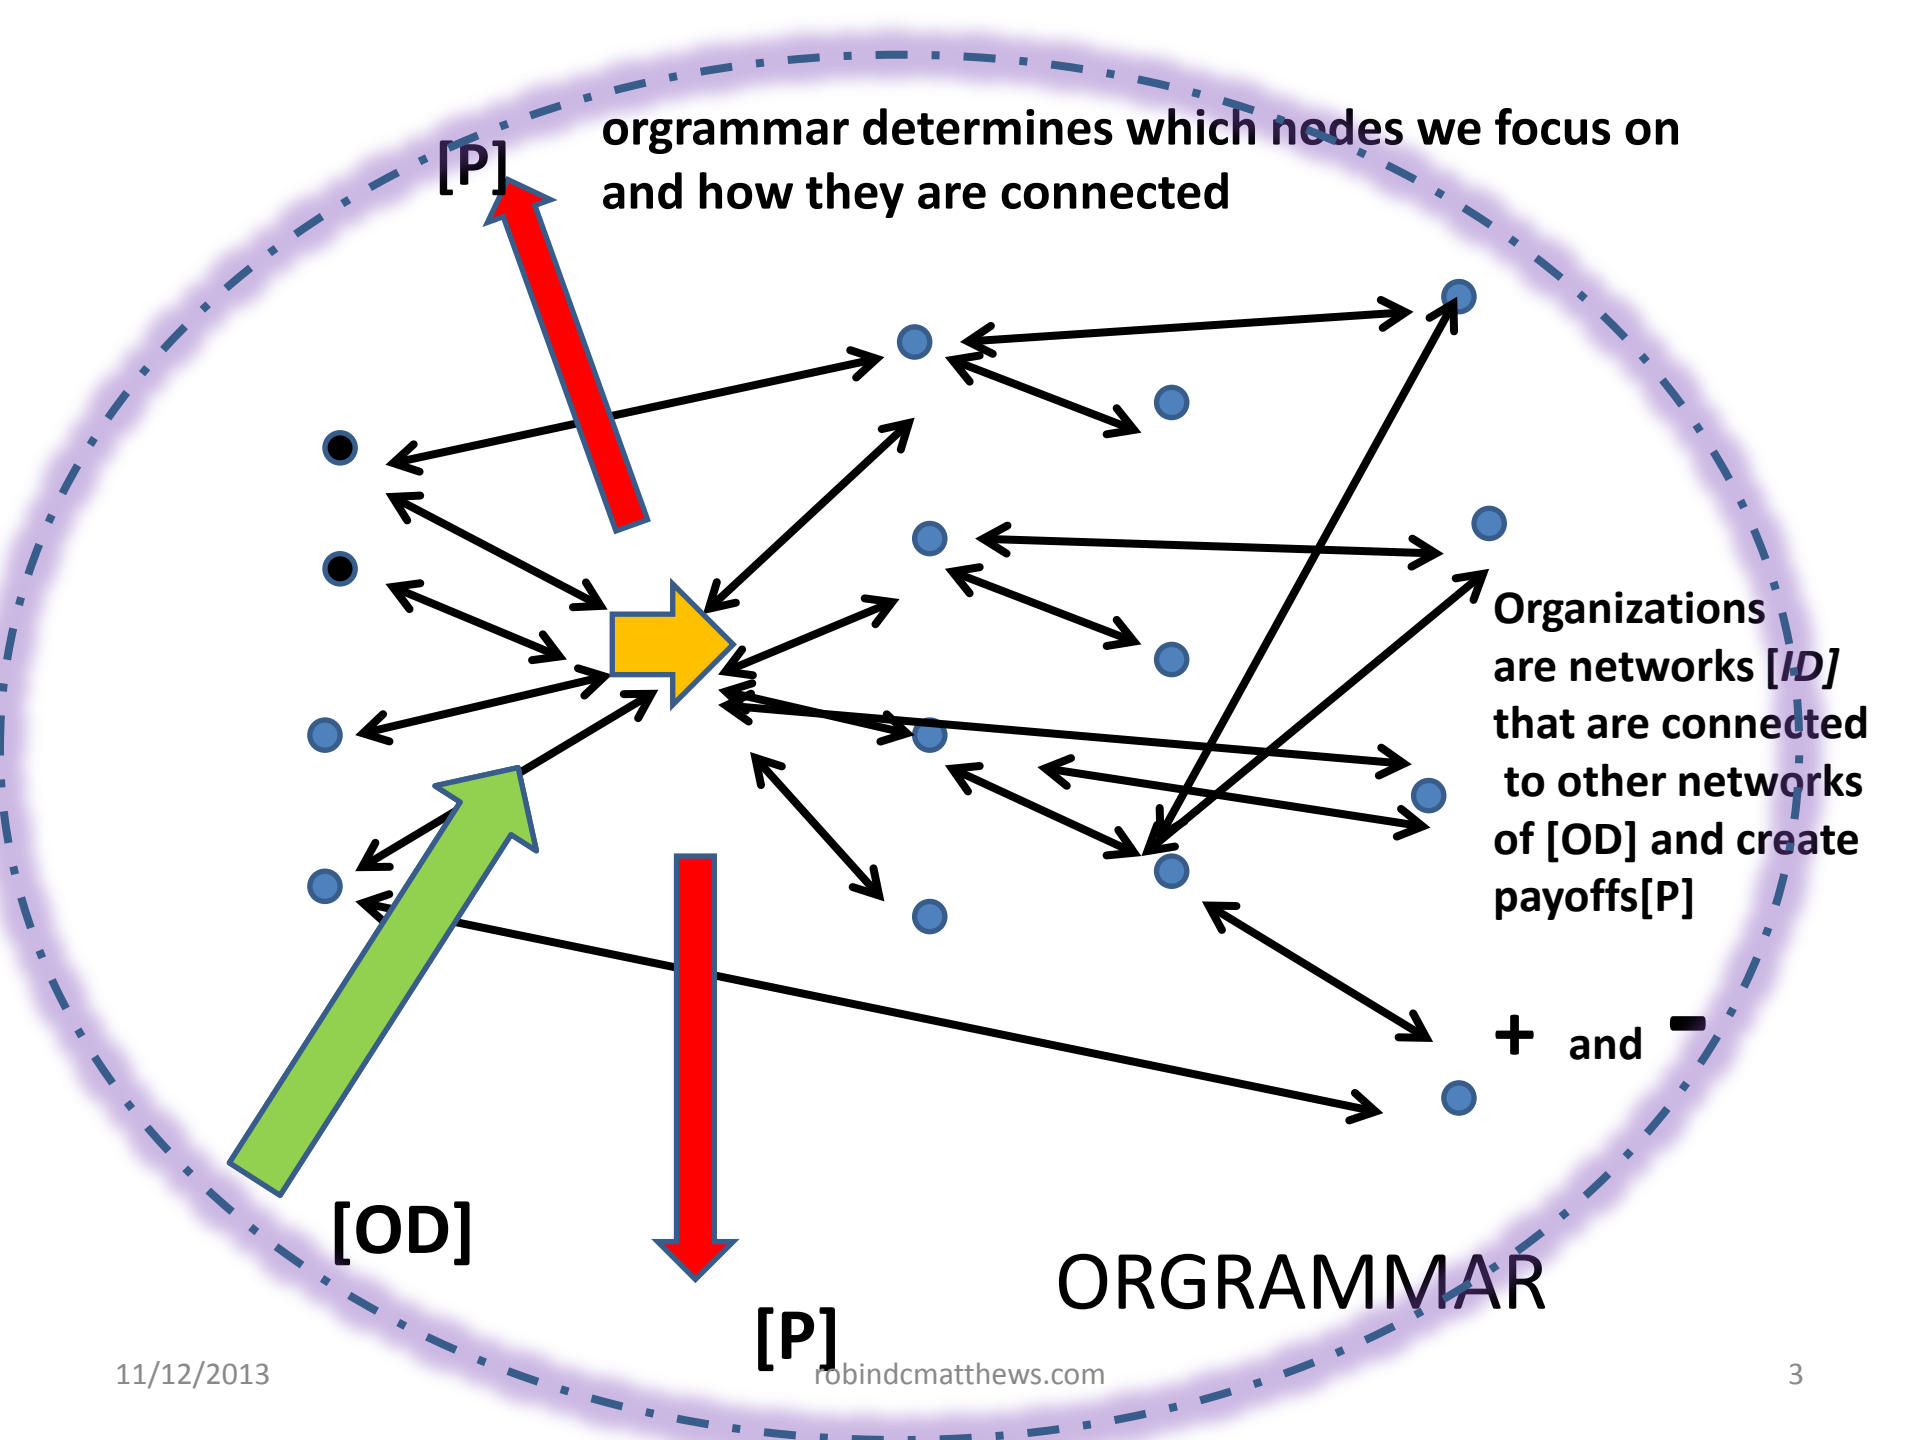 orgrammar determines which nodes we focus on
and how they are connected
[P]
Organizations
are networks [ID]
that are connected
to other networks
of [OD] and create
payoffs[P]
+ and -
[OD]
ORGRAMMAR
[P]
11/12/2013
robindcmatthews.com
3